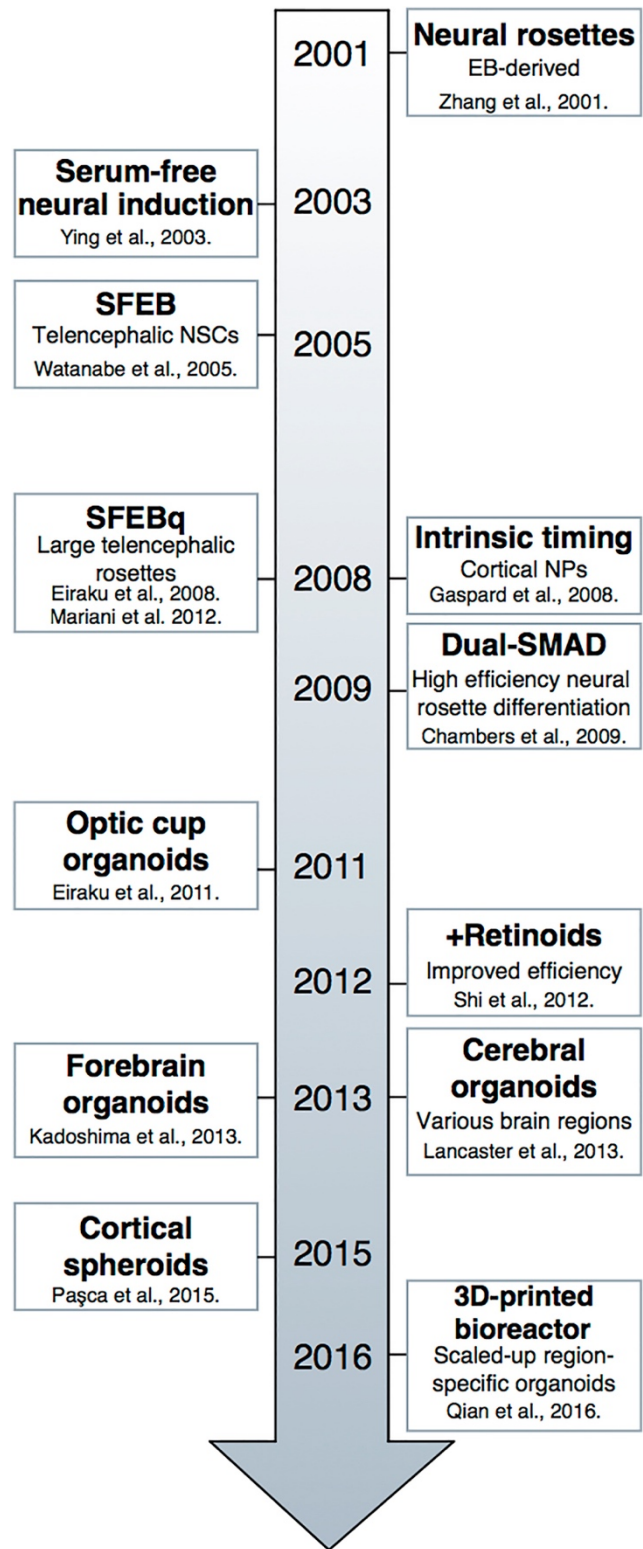 2001
Neural rosettes
EB-derived
Zhang et al., 2001.
Serum-free
neural induction
Ying et al., 2003.
2003
SFEB
Telencephalic NSCs
Watanabe et al., 2005.
2005
SFEBq
Large telencephalic
rosettes
Eiraku et al., 2008.
Mariani et al. 2012.
2008
Intrinsic timing
Cortical NPs
Gaspard et al., 2008.
2009
Dual-SMAD
High efficiency neural
rosette differentiation
Chambers et al., 2009.
Optic cup
organoids
Eiraku et al., 2011.
2011
2012
+Retinoids
Improved efficiency
Shi et al., 2012.
Forebrain
organoids
Kadoshima et al., 2013.
2013
Cerebral
organoids
Various brain regions
Lancaster et al., 2013.
Cortical
spheroids
Paşca et al., 2015.
2015
2016
3D-printed
bioreactor
Scaled-up region-
specific organoids
Qian et al., 2016.